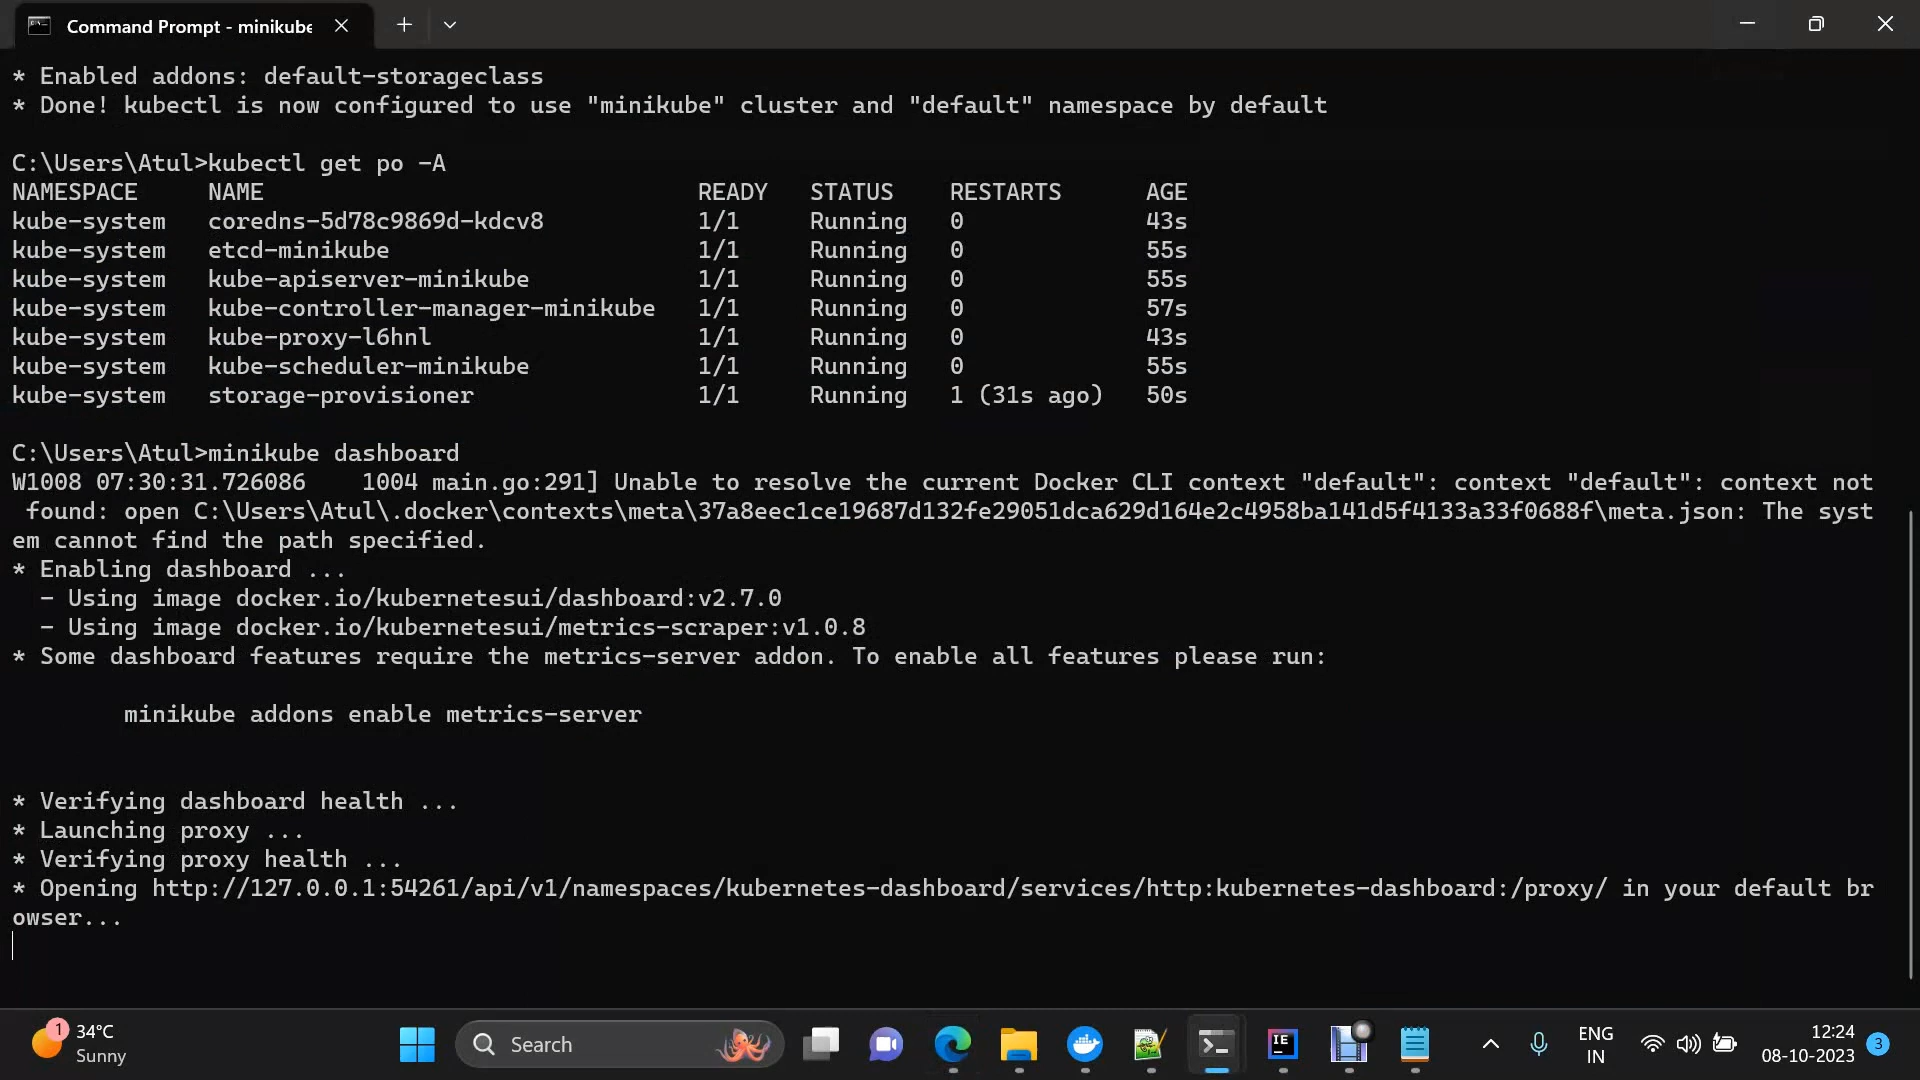 Command Prompt - minikube
* Enabled addons: default-storageclass
* Done! kubectl is now configured to use "minikube" cluster and "default" namespace by default
C:\Users\Atul>kubectl get po -A
NAMESPACE     NAME                               READY   STATUS    RESTARTS      AGE
kube-system   coredns-5d78c9869d-kdcv8           1/1     Running   0             43s
kube-system   etcd-minikube                      1/1     Running   0             55s
kube-system   kube-apiserver-minikube            1/1     Running   0             55s
kube-system   kube-controller-manager-minikube   1/1     Running   0             57s
kube-system   kube-proxy-l6hnl                   1/1     Running   0             43s
kube-system   kube-scheduler-minikube            1/1     Running   0             55s
kube-system   storage-provisioner                1/1     Running   1 (31s ago)   50s
C:\Users\Atul>minikube dashboard
W1008 07:30:31.726086    1004 main.go:291] Unable to resolve the current Docker CLI context "default": context "default": context not
 found: open C:\Users\Atul\.docker\contexts\meta\37a8eec1ce19687d132fe29051dca629d164e2c4958ba141d5f4133a33f0688f\meta.json: The syst
em cannot find the path specified.
* Enabling dashboard ...
  - Using image docker.io/kubernetesui/dashboard:v2.7.0
  - Using image docker.io/kubernetesui/metrics-scraper:v1.0.8
* Some dashboard features require the metrics-server addon. To enable all features please run:
        minikube addons enable metrics-server
* Verifying dashboard health ...
* Launching proxy ...
* Verifying proxy health ...
* Opening http://127.0.0.1:54261/api/v1/namespaces/kubernetes-dashboard/services/http:kubernetes-dashboard:/proxy/ in your default br
owser...
1
34°C
Sunny
Search
IE
ENG
IN
12:24
08-10-2023
3